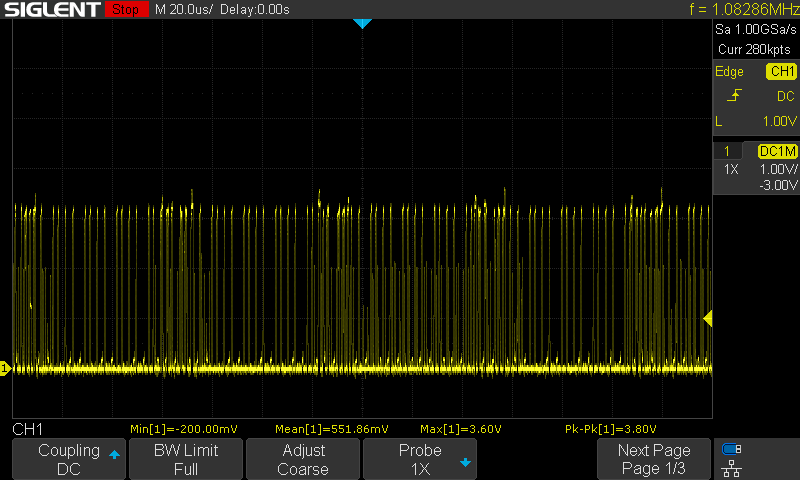 SIGLENT Stop M 20.0us/ Delay:0.00s f = 1.08286MHz
Sa 1.00GSa/s
Curr 280kpts
Edge CH1
DC
L 1.00V
1 DC1M
1X 1.00V/
-3.00V
1
CH1 Min[1]=-200.00mV Mean[1]=551.86mV Max[1]=3.60V Pk-Pk[1]=3.80V
Coupling BW Limit Adjust Probe Next Page
DC Full Coarse 1X Page 1/3